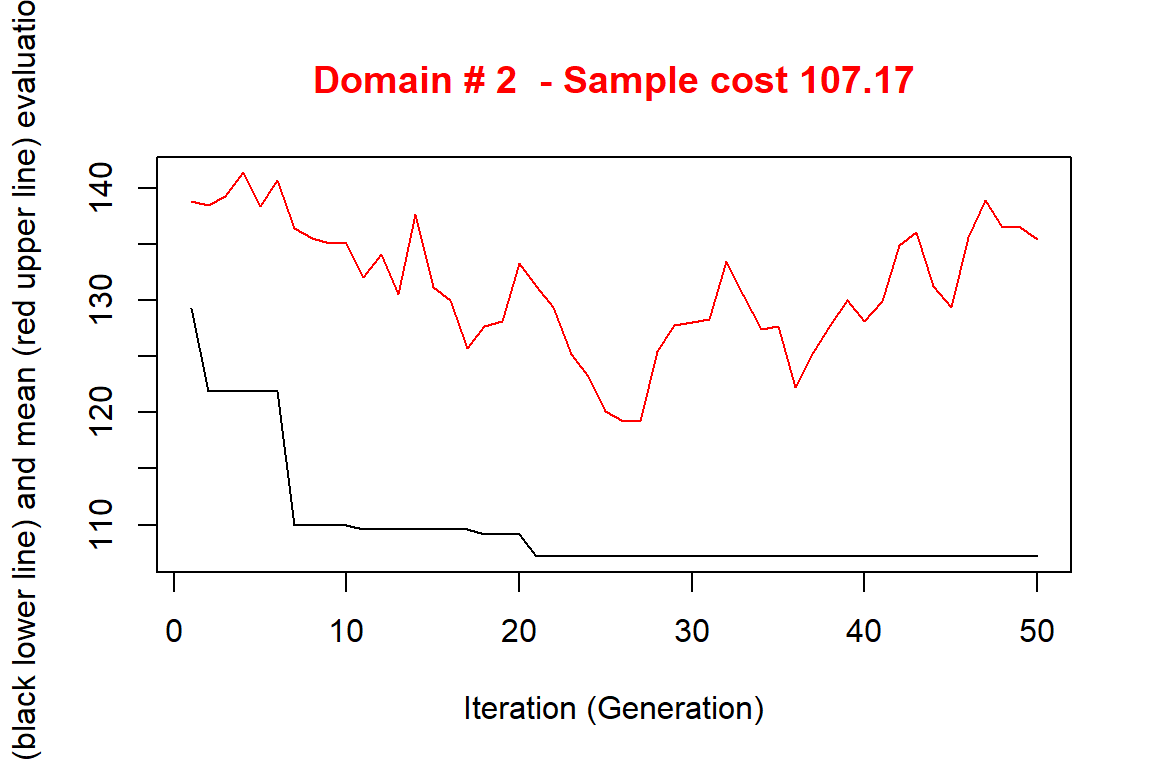 Domain # 2  - Sample cost 107.17
(black lower line) and mean (red upper line) evaluatio
140
130
120
110
0 10 20 30 40 50
Iteration (Generation)